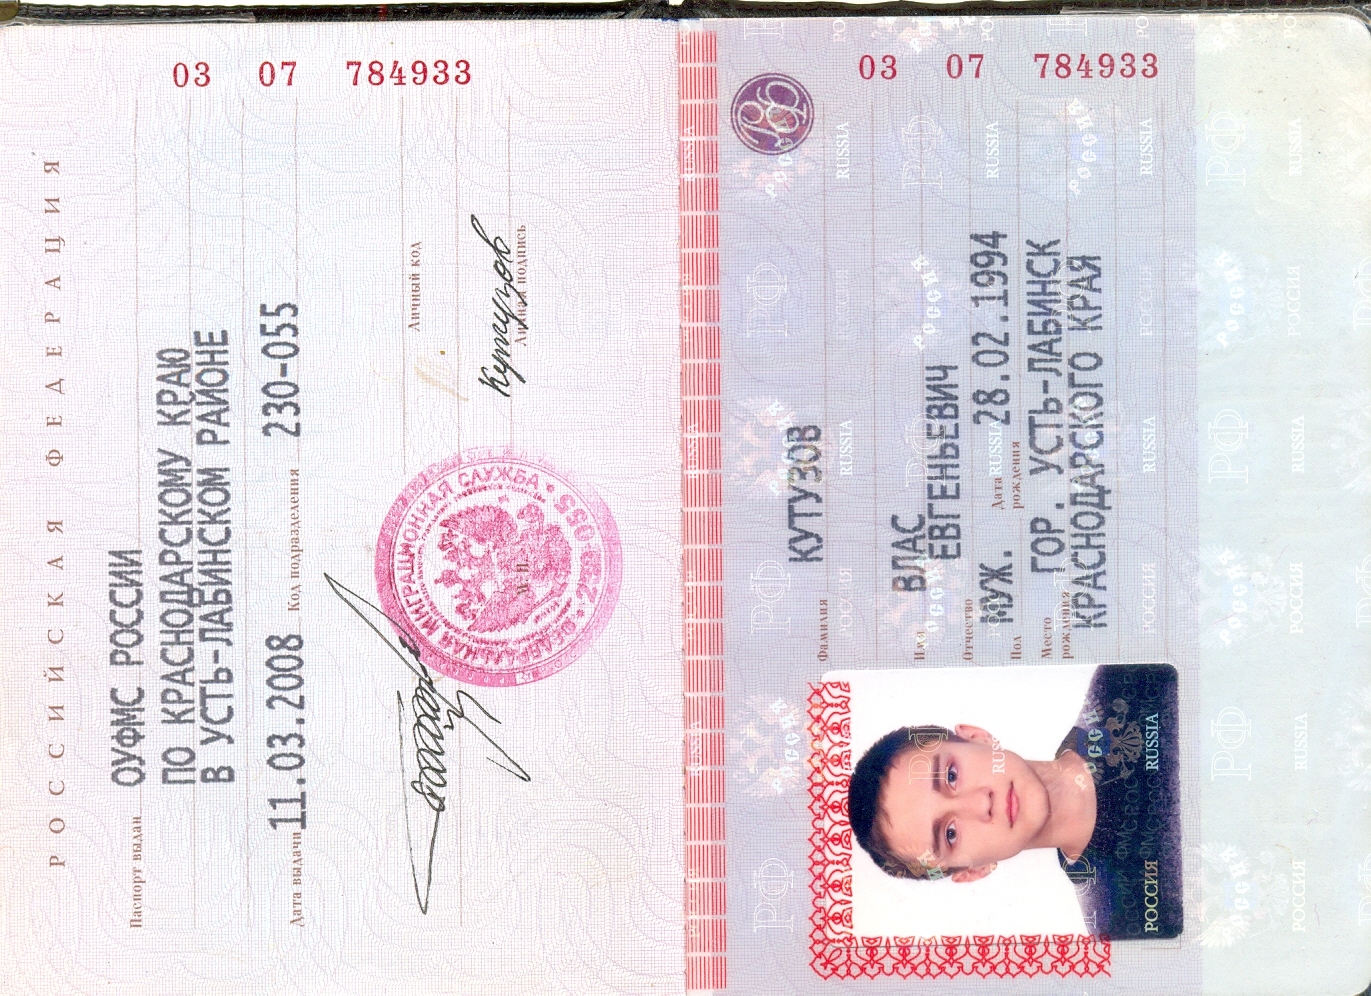 РОССИЙСКАЯ ФЕДЕРАЦИЯ
Паспорт выдан ОУФМС РОССИИ
ПО КРАСНОДАРСКОМУ КРАЮ
В УСТЬ-ЛАБИНСКОМ РАЙОНЕ
Дата выдачи 11.03.2008 Код подразделения 230-055
Личный код
Кутузов
Личная подпись
М.П.
ФЕДЕРАЛЬНАЯ МИГРАЦИОННАЯ СЛУЖБА
03 07 784933
03 07 784933
Фамилия КУТУЗОВ
Имя ВЛАС
Отчество ЕВГЕНЬЕВИЧ
Пол МУЖ. Дата рождения 28.02.1994
Место рождения ГОР. УСТЬ-ЛАБИНСК
КРАСНОДАРСКОГО КРАЯ
РФ
РОССИЯ
RUSSIA